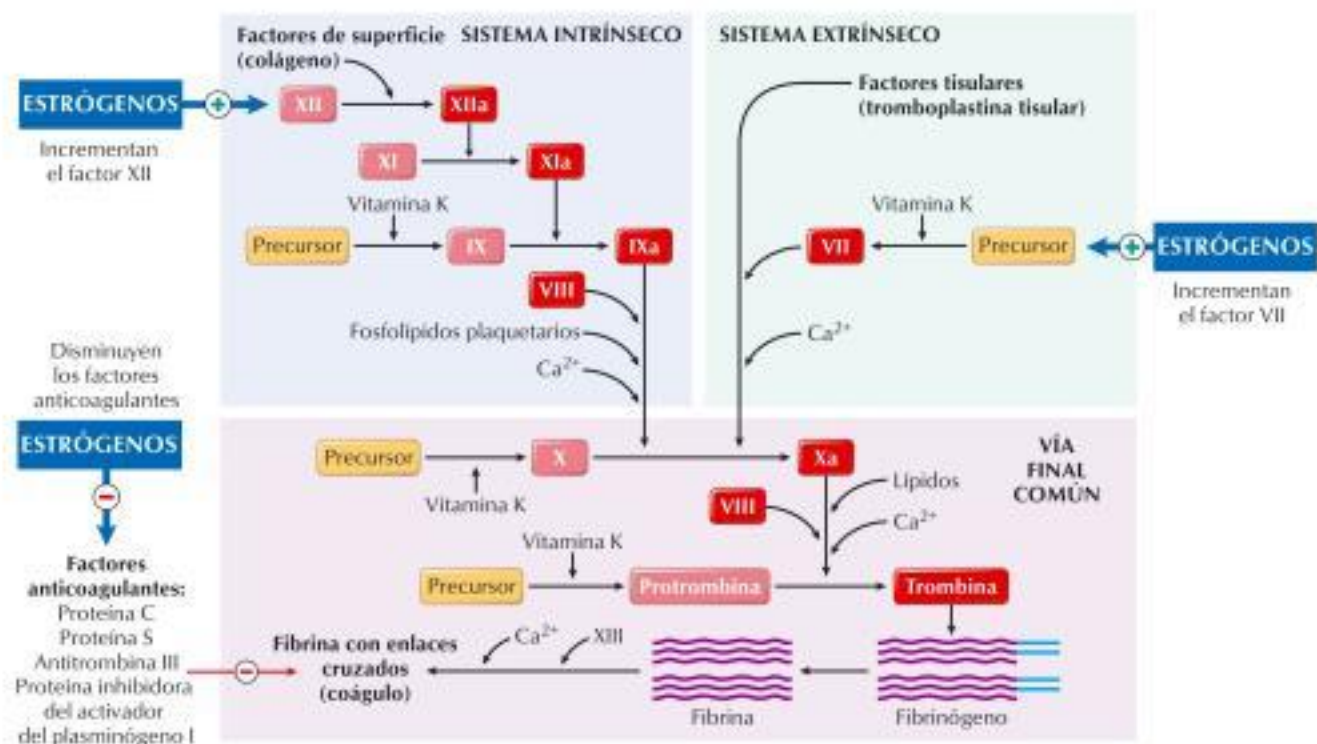 Factores de superficie
(colágeno)
SISTEMA INTRÍNSECO
SISTEMA EXTRÍNSECO
ESTRÓGENOS
+
XII
XIIa
Factores tisulares
(tromboplastina tisular)
Incrementan
el factor XII
XI
XIa
Vitamina K
Vitamina K
Precursor
IX
IXa
VII
Precursor
+
ESTRÓGENOS
VIII
Incrementan
el factor VII
Fosfolípidos plaquetarios
Ca2+
Ca2+
Disminuyen
los factores
anticoagulantes
ESTRÓGENOS
−
Precursor
X
Xa
VÍA
FINAL
COMÚN
Vitamina K
VIII
Lípidos
Ca2+
Vitamina K
Precursor
Protrombina
Trombina
Factores
anticoagulantes:
Proteína C
Proteína S
Antitrombina III
Proteína inhibidora
del activador
del plasminógeno I
−
Fibrina con enlaces
cruzados
(coágulo)
Ca2+
XIII
Fibrina
Fibrinógeno